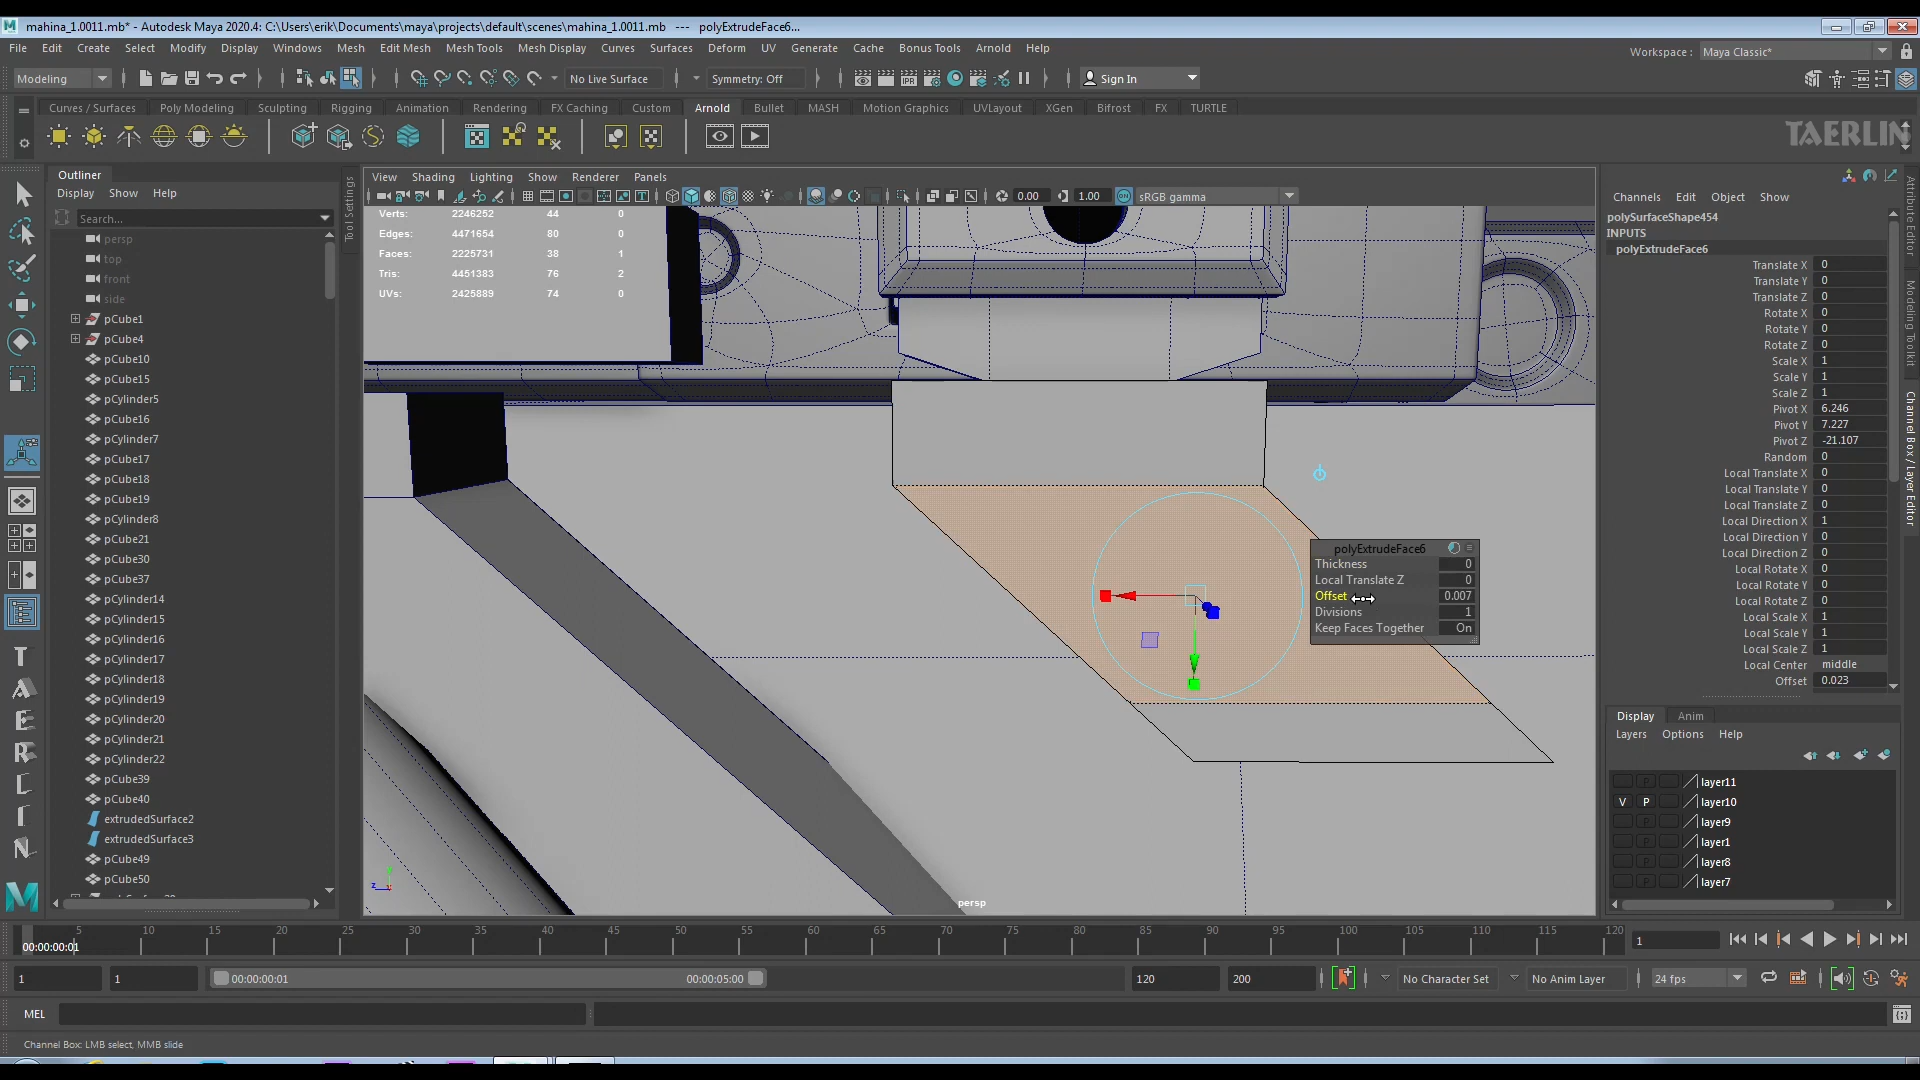 mahina_1.0011.mb* - Autodesk Maya 2020.4: C:\Users\erik\Documents\maya\projects\default\scenes\mahina_1.0011.mb   ---   polyExtrudeFace6...
File Edit Create Select Modify Display Windows Mesh Edit Mesh Mesh Tools Mesh Display Curves Surfaces Deform UV Generate Cache Bonus Tools Arnold Help
Workspace : Maya Classic*
Modeling No Live Surface Symmetry: Off Sign In
Curves / Surfaces Poly Modeling Sculpting Rigging Animation Rendering FX Caching Custom Arnold Bullet MASH Motion Graphics UVLayout XGen Bifrost FX TURTLE
TAERLIN
Outliner
Display Show Help
Search...
persp
top
front
side
pCube1
pCube4
pCube10
pCube15
pCylinder5
pCube16
pCylinder7
pCube17
pCube18
pCube19
pCylinder8
pCube21
pCube30
pCube37
pCylinder14
pCylinder15
pCylinder16
pCylinder17
pCylinder18
pCylinder19
pCylinder20
pCylinder21
pCylinder22
pCube39
pCube40
extrudedSurface2
extrudedSurface3
pCube49
pCube50
Tool Settings
View Shading Lighting Show Renderer Panels
0.00 1.00 sRGB gamma
Verts: 2246252 44 0
Edges: 4471654 80 0
Faces: 2225731 38 1
Tris: 4451383 76 2
UVs: 2425889 74 0
polyExtrudeFace6
Thickness 0
Local Translate Z 0
Offset 0.007
Divisions 1
Keep Faces Together On
persp
z y
Channels Edit Object Show
polySurfaceShape454
INPUTS
polyExtrudeFace6
Translate X 0
Translate Y 0
Translate Z 0
Rotate X 0
Rotate Y 0
Rotate Z 0
Scale X 1
Scale Y 1
Scale Z 1
Pivot X 6.246
Pivot Y 7.227
Pivot Z -21.107
Random 0
Local Translate X 0
Local Translate Y 0
Local Translate Z 0
Local Direction X 1
Local Direction Y 0
Local Direction Z 0
Local Rotate X 0
Local Rotate Y 0
Local Rotate Z 0
Local Scale X 1
Local Scale Y 1
Local Scale Z 1
Local Center middle
Offset 0.023
Attribute Editor
Modeling Toolkit
Channel Box / Layer Editor
Display Anim
Layers Options Help
layer11
V P layer10
P layer9
P layer1
P layer8
P layer7
5 10 15 20 25 30 35 40 45 50 55 60 65 70 75 80 85 90 95 100 105 110 115 120
00:00:00:01
1
1 1 00:00:00:01 00:00:05:00 120 200 No Character Set No Anim Layer 24 fps
MEL
Channel Box: LMB select, MMB slide